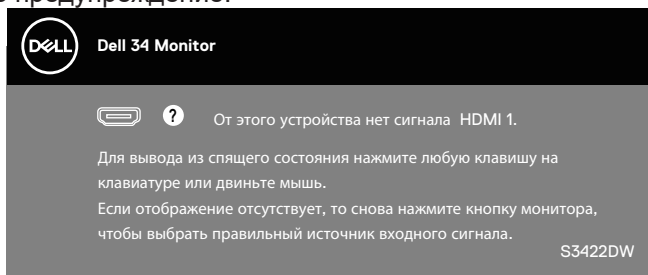 предупреждение.
DELL
Dell 34 Monitor
? От этого устройства нет сигнала HDMI 1.
Для вывода из спящего состояния нажмите любую клавишу на
клавиатуре или двиньте мышь.
Если отображение отсутствует, то снова нажмите кнопку монитора,
чтобы выбрать правильный источник входного сигнала.
S3422DW